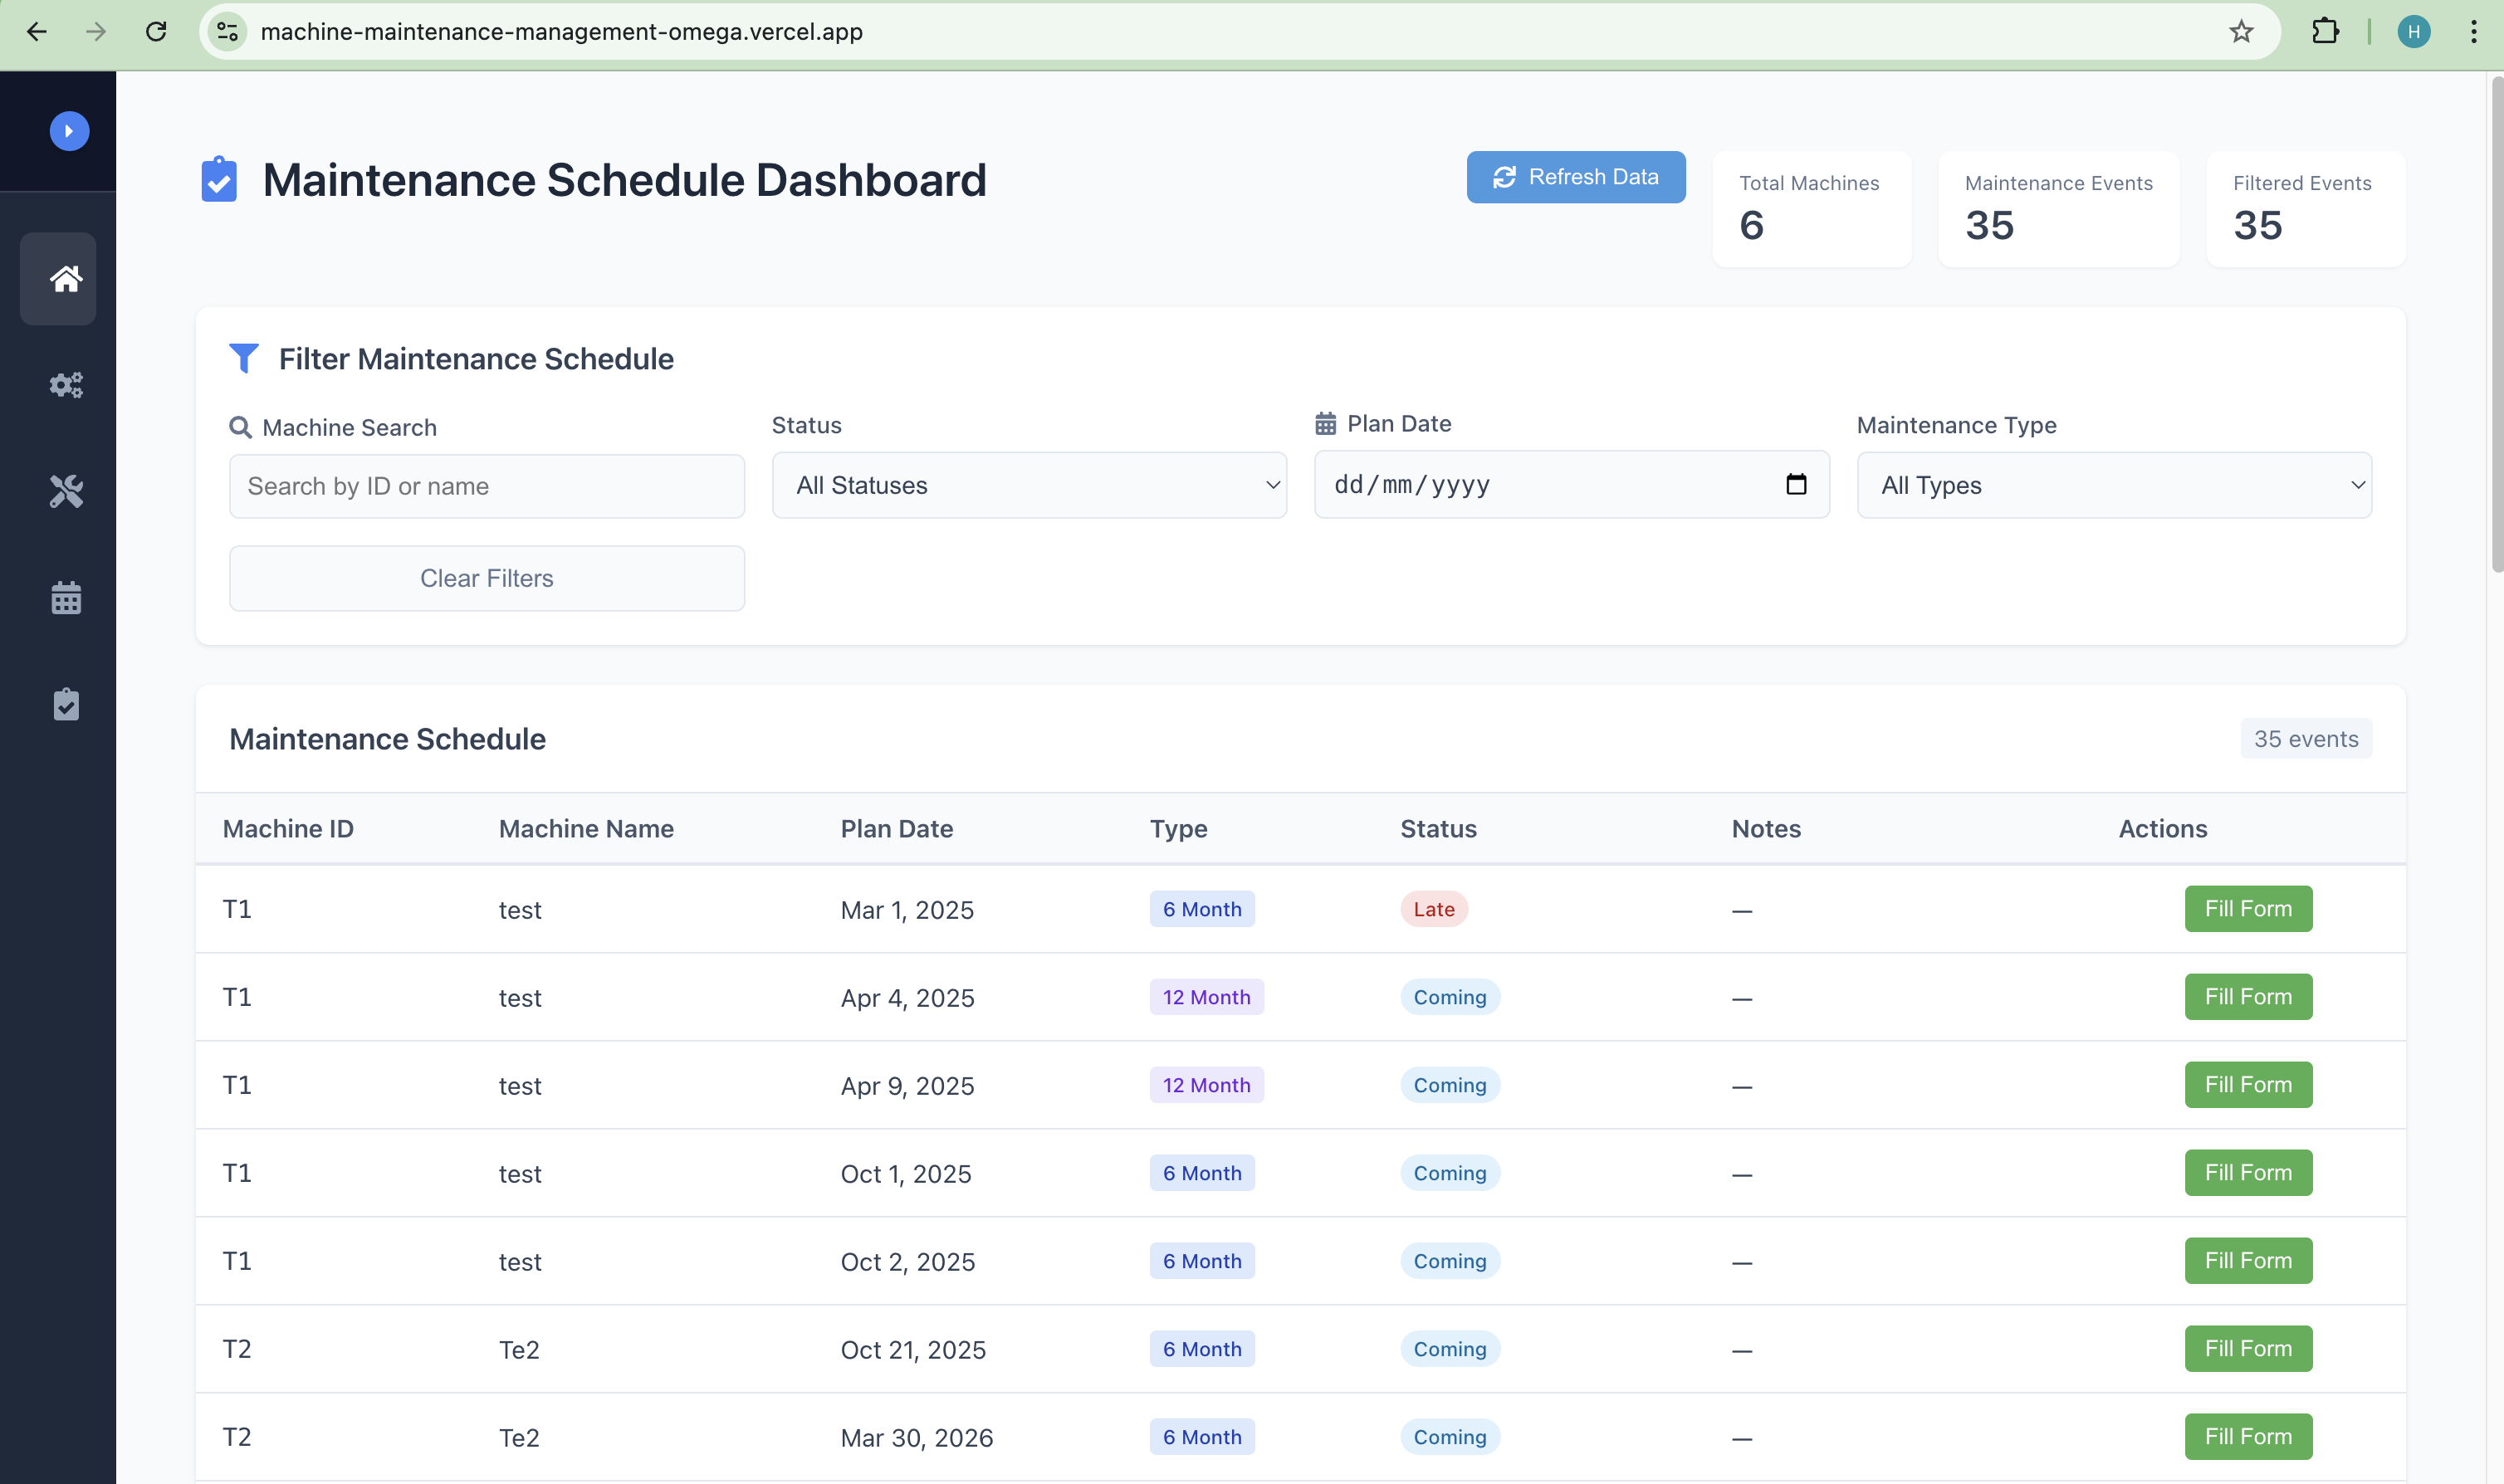 machine-maintenance-management-omega.vercel.app
H
Maintenance Schedule Dashboard
Refresh Data
Total Machines
6
Maintenance Events
35
Filtered Events
35
Filter Maintenance Schedule
Machine Search
Search by ID or name
Status
All Statuses
Plan Date
dd/mm/yyyy
Maintenance Type
All Types
Clear Filters
Maintenance Schedule
35 events
Machine ID Machine Name Plan Date Type Status Notes Actions
T1 test Mar 1, 2025 6 Month Late — Fill Form
T1 test Apr 4, 2025 12 Month Coming — Fill Form
T1 test Apr 9, 2025 12 Month Coming — Fill Form
T1 test Oct 1, 2025 6 Month Coming — Fill Form
T1 test Oct 2, 2025 6 Month Coming — Fill Form
T2 Te2 Oct 21, 2025 6 Month Coming — Fill Form
T2 Te2 Mar 30, 2026 6 Month Coming — Fill Form